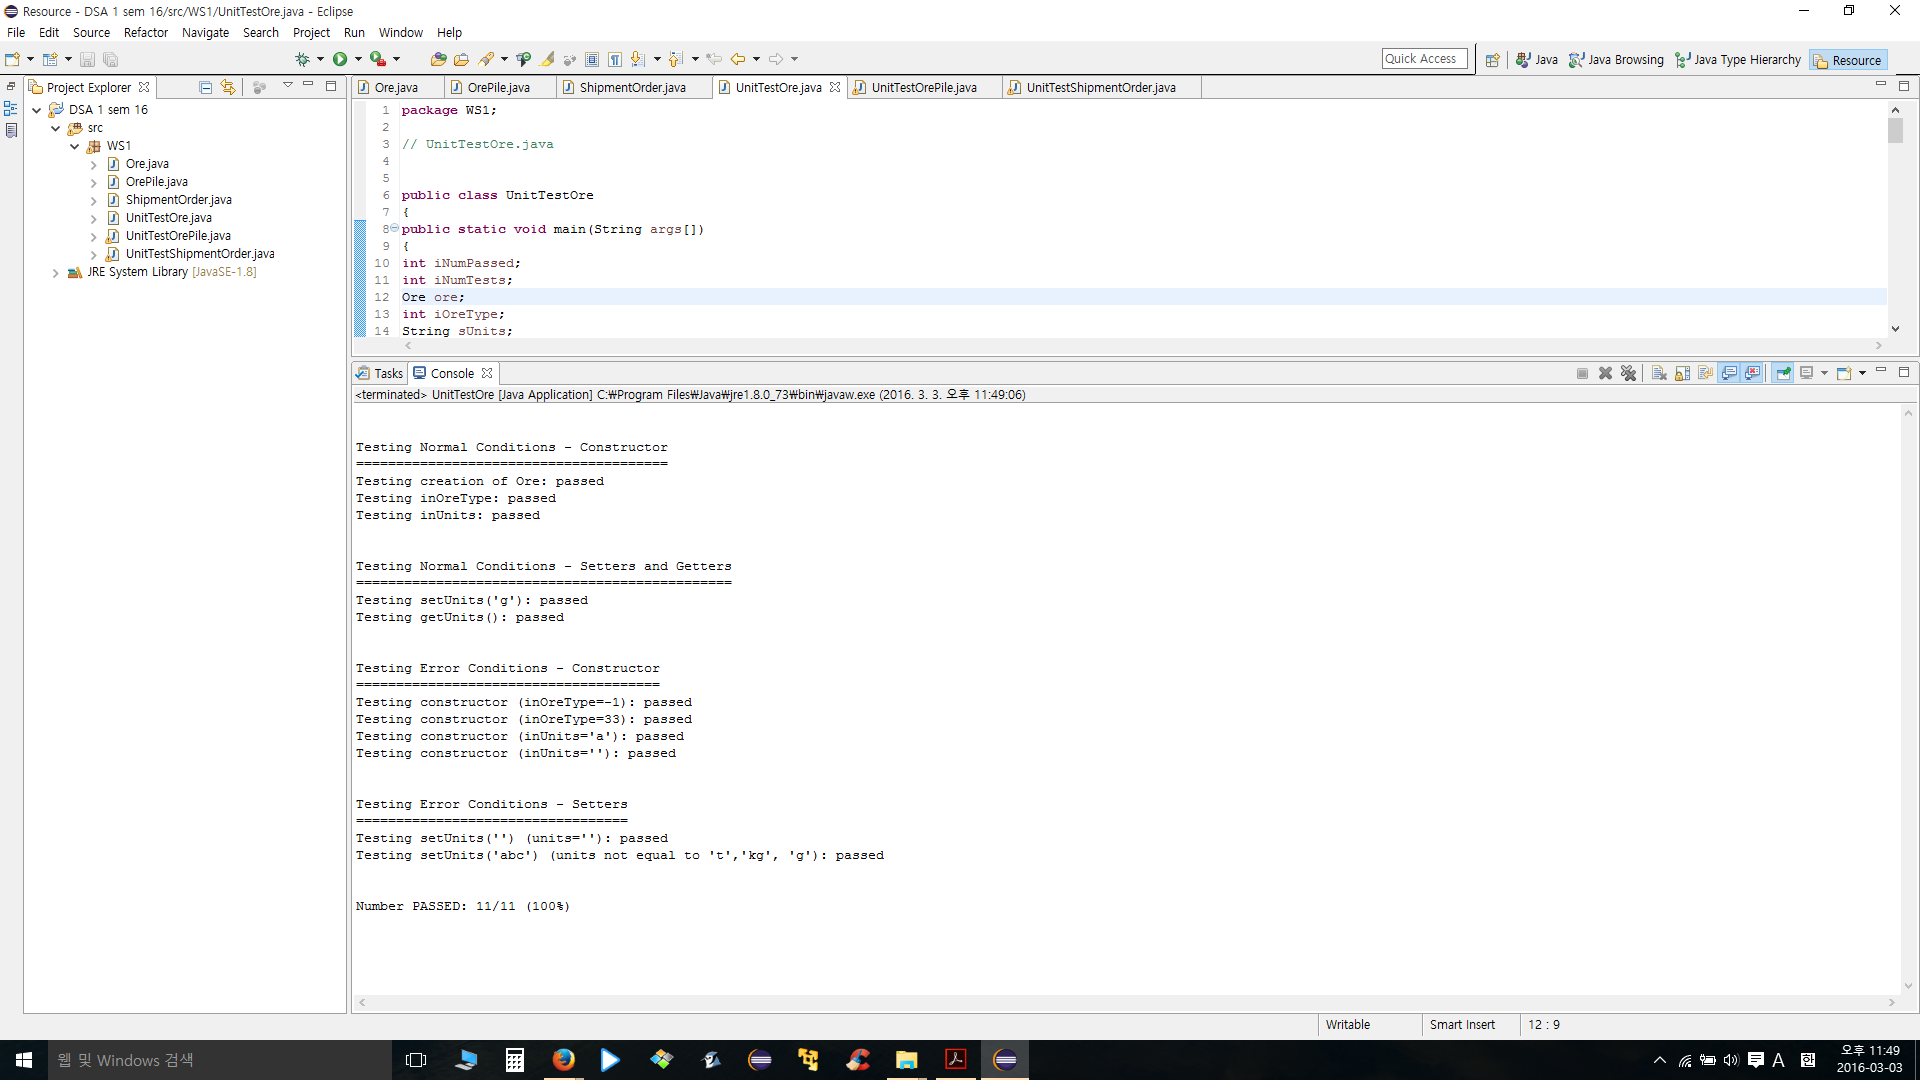 Resource - DSA 1 sem 16/src/WS1/UnitTestOre.java - Eclipse
File Edit Source Refactor Navigate Search Project Run Window Help
Quick Access Java Java Browsing Java Type Hierarchy Resource
Project Explorer
DSA 1 sem 16
src
WS1
Ore.java
OrePile.java
ShipmentOrder.java
UnitTestOre.java
UnitTestOrePile.java
UnitTestShipmentOrder.java
JRE System Library [JavaSE-1.8]
Ore.java OrePile.java ShipmentOrder.java UnitTestOre.java UnitTestOrePile.java UnitTestShipmentOrder.java
1 package WS1;
2
3 // UnitTestOre.java
4
5
6 public class UnitTestOre
7 {
8 public static void main(String args[])
9 {
10 int iNumPassed;
11 int iNumTests;
12 Ore ore;
13 int iOreType;
14 String sUnits;
Tasks Console
<terminated> UnitTestOre [Java Application] C:₩Program Files₩Java₩jre1.8.0_73₩bin₩javaw.exe (2016. 3. 3. 오후 11:49:06)
Testing Normal Conditions - Constructor
=======================================
Testing creation of Ore: passed
Testing inOreType: passed
Testing inUnits: passed
Testing Normal Conditions - Setters and Getters
===============================================
Testing setUnits('g'): passed
Testing getUnits(): passed
Testing Error Conditions - Constructor
======================================
Testing constructor (inOreType=-1): passed
Testing constructor (inOreType=33): passed
Testing constructor (inUnits='a'): passed
Testing constructor (inUnits=''): passed
Testing Error Conditions - Setters
==================================
Testing setUnits('') (units=''): passed
Testing setUnits('abc') (units not equal to 't','kg', 'g'): passed
Number PASSED: 11/11 (100%)
Writable Smart Insert 12 : 9
웹 및 Windows 검색
A 한 오후 11:49
2016-03-03